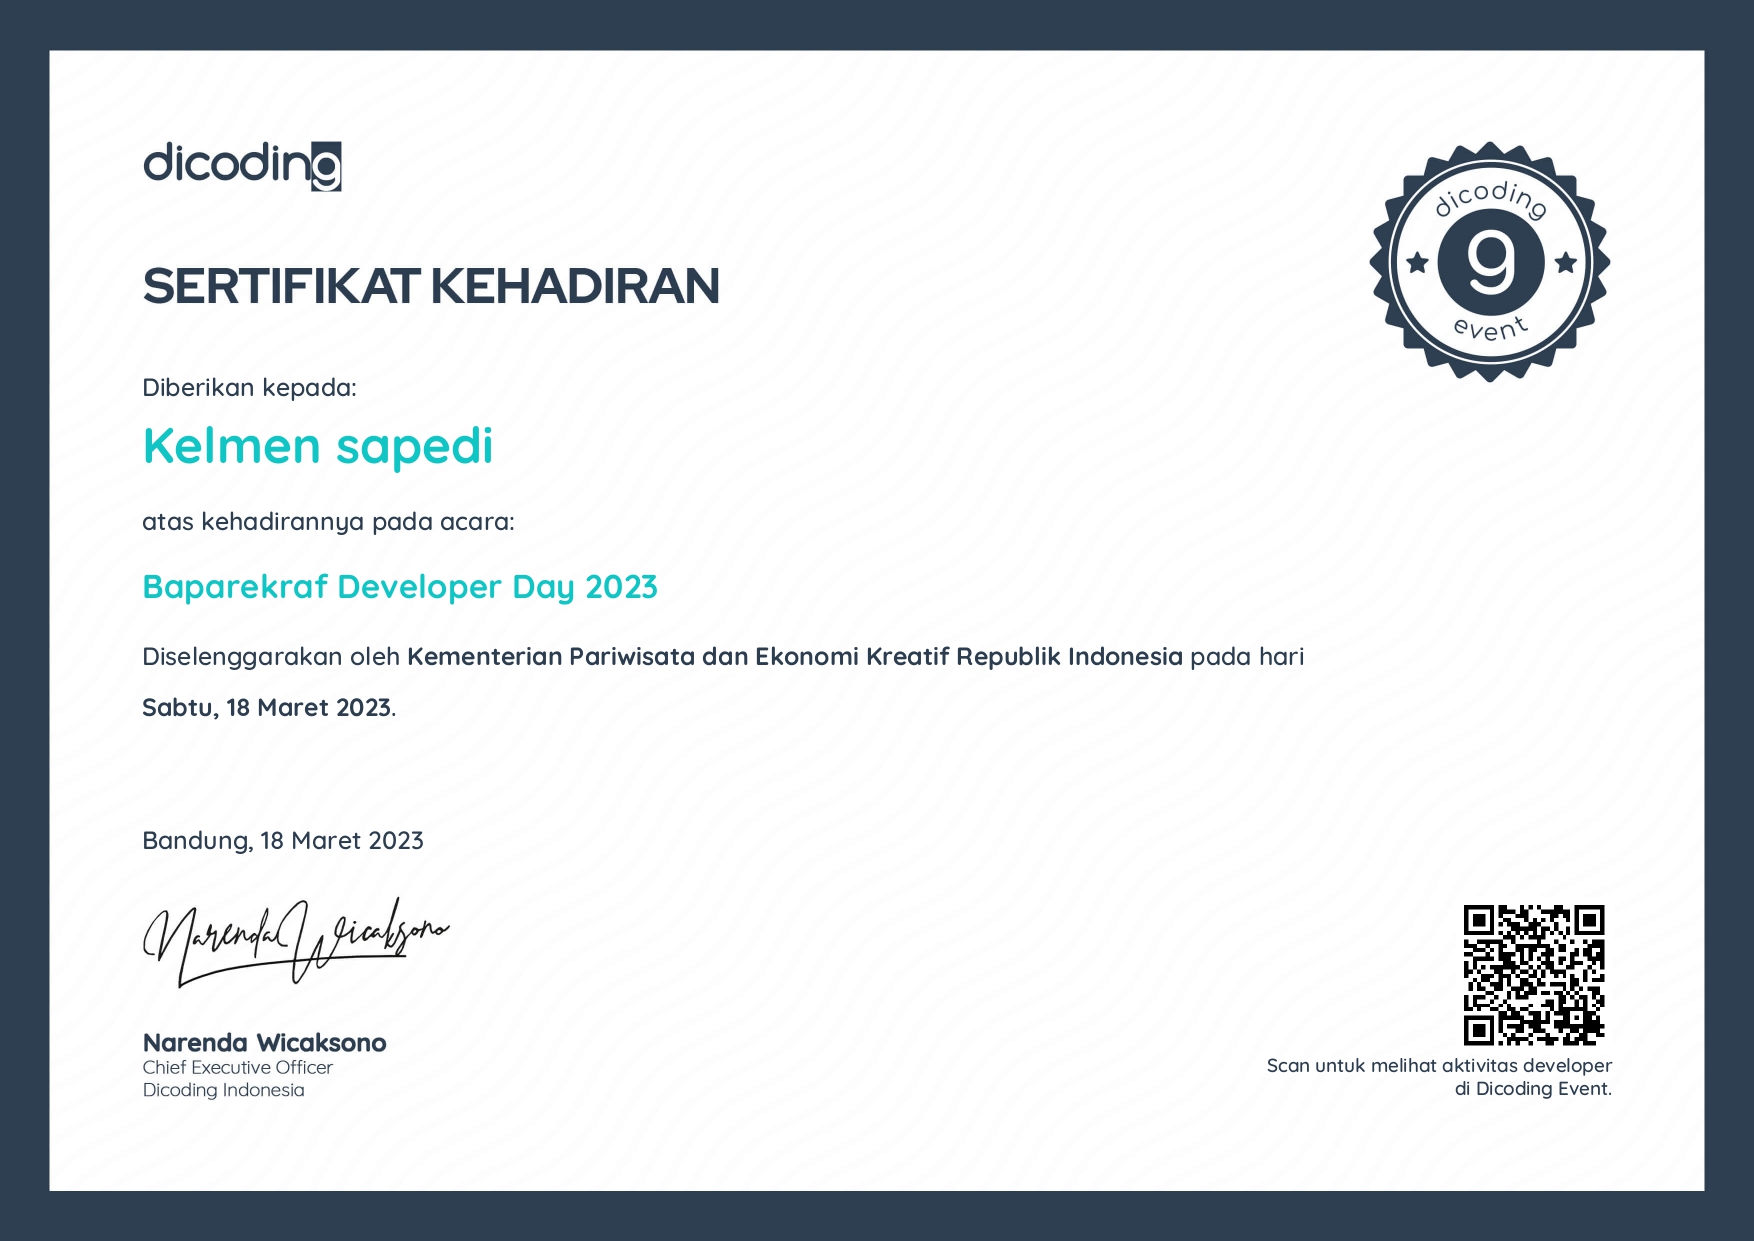 dicoding
SERTIFIKAT KEHADIRAN
dicoding
g
event
Diberikan kepada:
Kelmen sapedi
atas kehadirannya pada acara:
Baparekraf Developer Day 2023
Diselenggarakan oleh Kementerian Pariwisata dan Ekonomi Kreatif Republik Indonesia pada hari
Sabtu, 18 Maret 2023.
Bandung, 18 Maret 2023
Narenda Wicaksono
Narenda Wicaksono
Chief Executive Officer
Dicoding Indonesia
Scan untuk melihat aktivitas developer
di Dicoding Event.